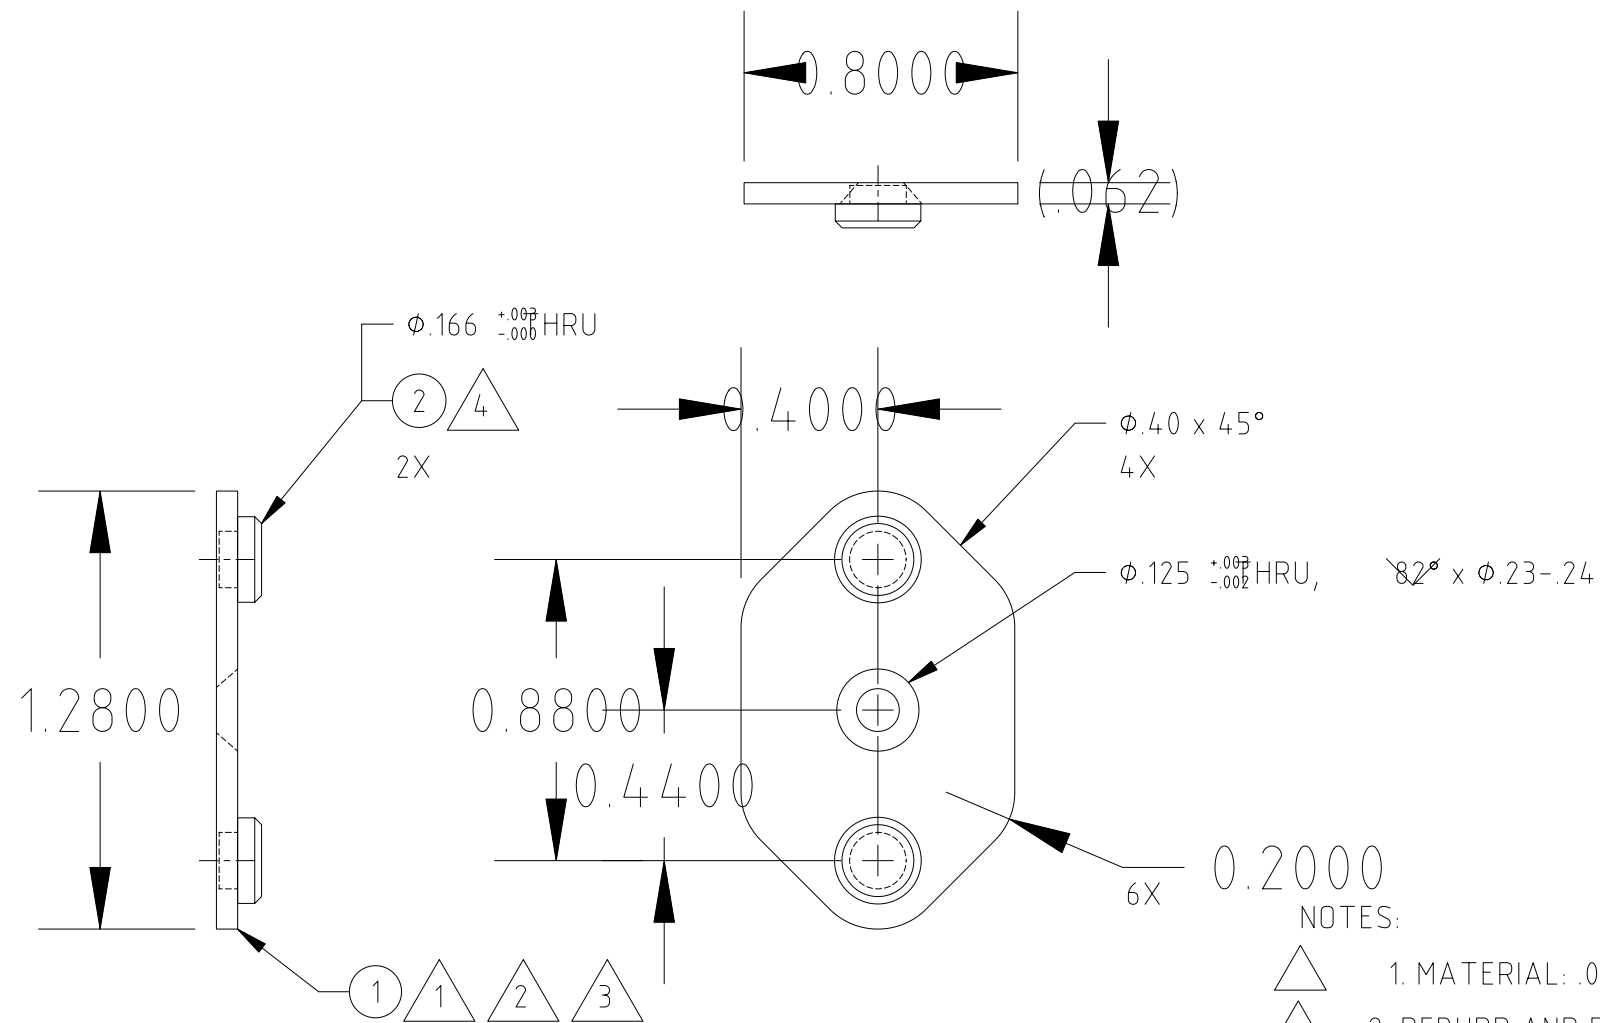 0.8000
(.062)
Ø.166 +.003 -.000 THRU
2 4
2X
0.4000
Ø.40 x 45°
4X
Ø.125 +.003 -.002 THRU, 82° x Ø.23-.24
1.2800
0.8800
0.4400
0.2000
6X
NOTES:
1 1 2 3
1. MATERIAL: .0